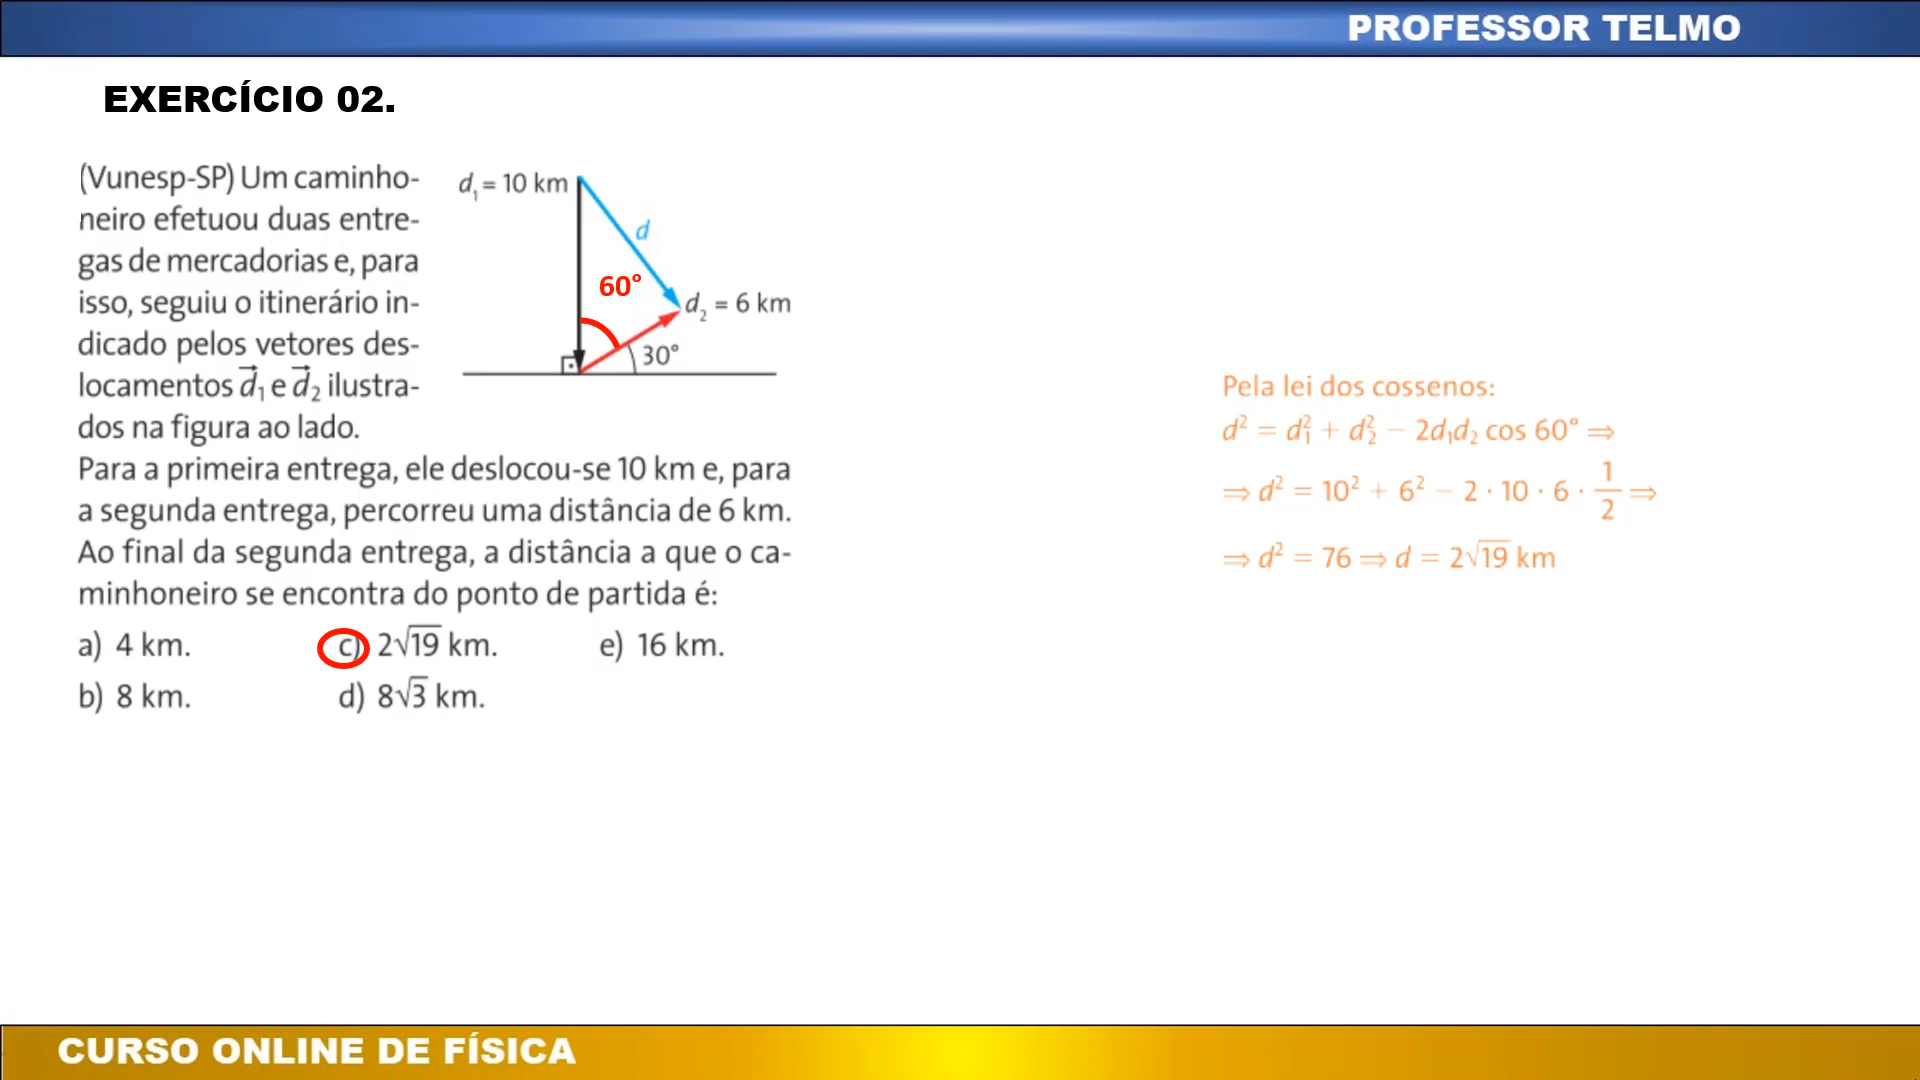 PROFESSOR TELMO
EXERCÍCIO 02.
(Vunesp-SP) Um caminho-
neiro efetuou duas entre-
gas de mercadorias e, para
isso, seguiu o itinerário in-
dicado pelos vetores des-
locamentos d⃗₁ e d⃗₂ ilustra-
dos na figura ao lado.
d₁ = 10 km
d
60°
d₂ = 6 km
30°
Para a primeira entrega, ele deslocou-se 10 km e, para
a segunda entrega, percorreu uma distância de 6 km.
Ao final da segunda entrega, a distância a que o ca-
minhoneiro se encontra do ponto de partida é:
a) 4 km. c) 2√19 km. e) 16 km.
b) 8 km. d) 8√3 km.
Pela lei dos cossenos:
d² = d₁² + d₂² − 2d₁d₂ cos 60° ⇒
⇒ d² = 10² + 6² − 2 · 10 · 6 · 1/2 ⇒
⇒ d² = 76 ⇒ d = 2√19 km
CURSO ONLINE DE FÍSICA